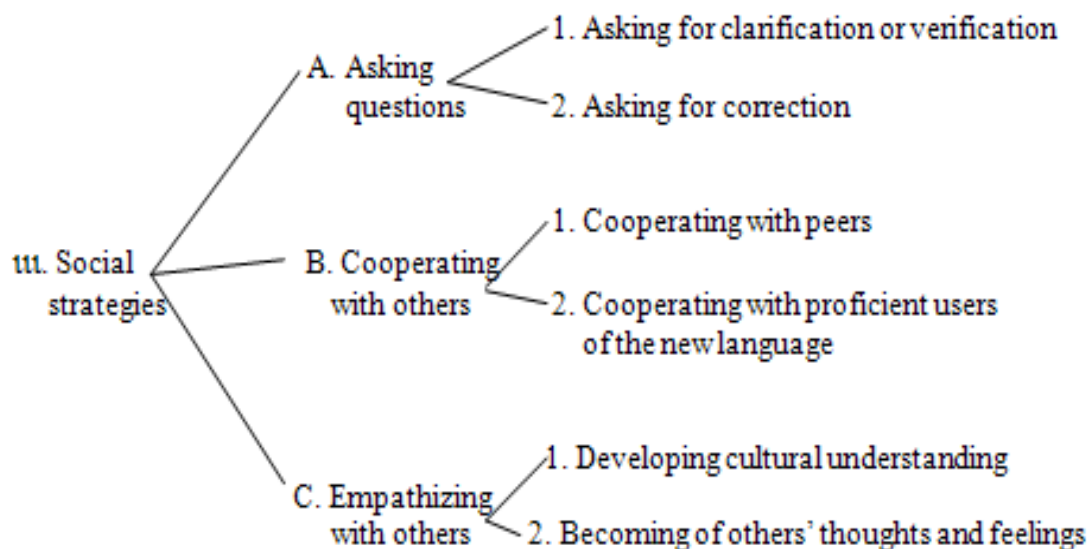 1. Asking for clarification or verification
A. Asking
questions
2. Asking for correction
1. Cooperating with peers
III. Social
strategies
B. Cooperating
with others
2. Cooperating with proficient users
of the new language
1. Developing cultural understanding
C. Empathizing
with others
2. Becoming of others’ thoughts and feelings